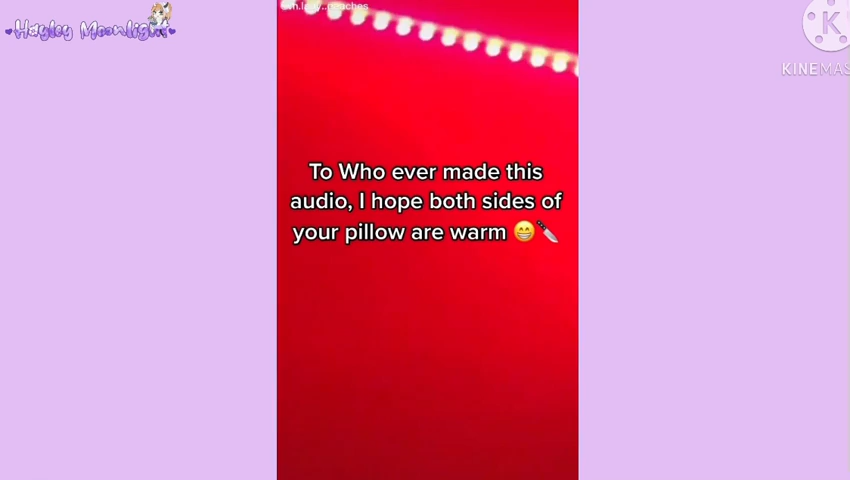 Hayley Moonlight
KINEMAS
To Who ever made this
audio, I hope both sides of
your pillow are warm 😁🔪